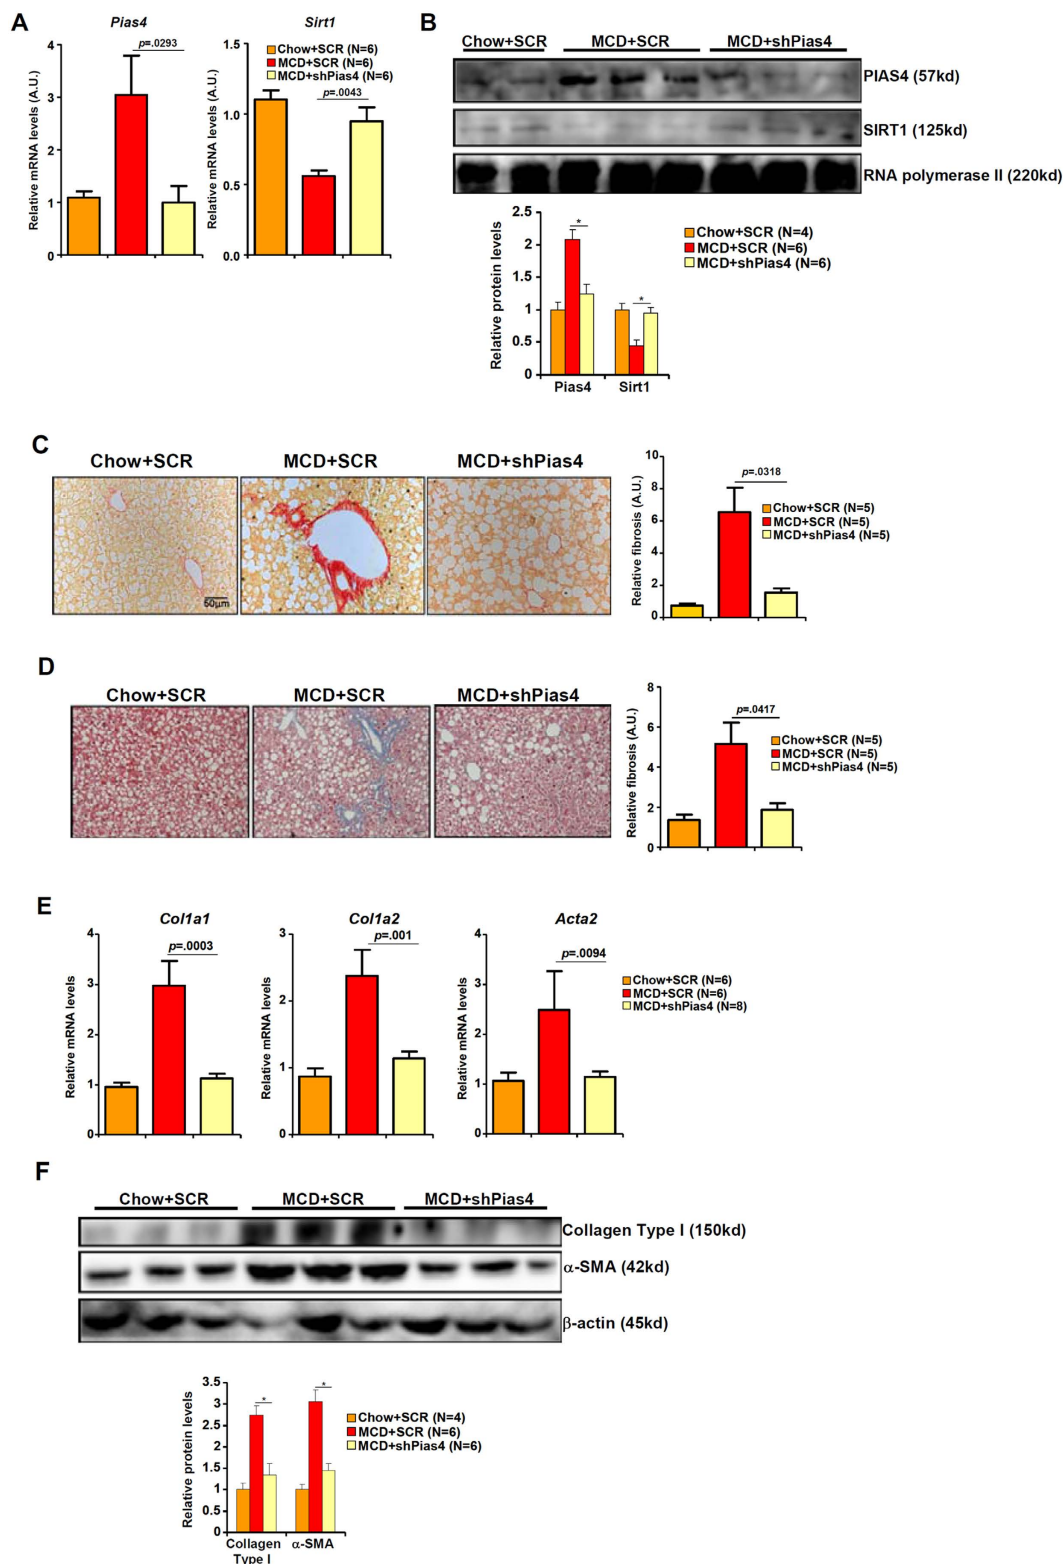 A
Pias4
Relative mRNA levels (A.U.)
4
3
2
1
0
p=.0293
Sirt1
Relative mRNA levels (A.U.)
1.5
1.0
0.5
0.0
Chow+SCR (N=6)
MCD+SCR (N=6)
MCD+shPias4 (N=6)
p=.0043
B
Chow+SCR MCD+SCR MCD+shPias4
PIAS4 (57kd)
SIRT1 (125kd)
RNA polymerase II (220kd)
Relative protein levels
2.5
2
1.5
1
0.5
0
*
*
Pias4 Sirt1
Chow+SCR (N=4)
MCD+SCR (N=6)
MCD+shPias4 (N=6)
C
Chow+SCR MCD+SCR MCD+shPias4
50μm
Relative fibrosis (A.U.)
10
8
6
4
2
0
p=.0318
Chow+SCR (N=5)
MCD+SCR (N=5)
MCD+shPias4 (N=5)
D
Chow+SCR MCD+SCR MCD+shPias4
Relative fibrosis (A.U.)
8
6
4
2
0
p=.0417
Chow+SCR (N=5)
MCD+SCR (N=5)
MCD+shPias4 (N=5)
E
Col1a1
Relative mRNA levels
4
3
2
1
0
p=.0003
Col1a2
Relative mRNA levels
3
2
1
0
p=.001
Acta2
Relative mRNA levels
4
3
2
1
0
p=.0094
Chow+SCR (N=6)
MCD+SCR (N=6)
MCD+shPias4 (N=8)
F
Chow+SCR MCD+SCR MCD+shPias4
Collagen Type I (150kd)
α-SMA (42kd)
β-actin (45kd)
Relative protein levels
3.5
3
2.5
2
1.5
1
0.5
0
*
*
Collagen α-SMA
Type I
Chow+SCR (N=4)
MCD+SCR (N=6)
MCD+shPias4 (N=6)